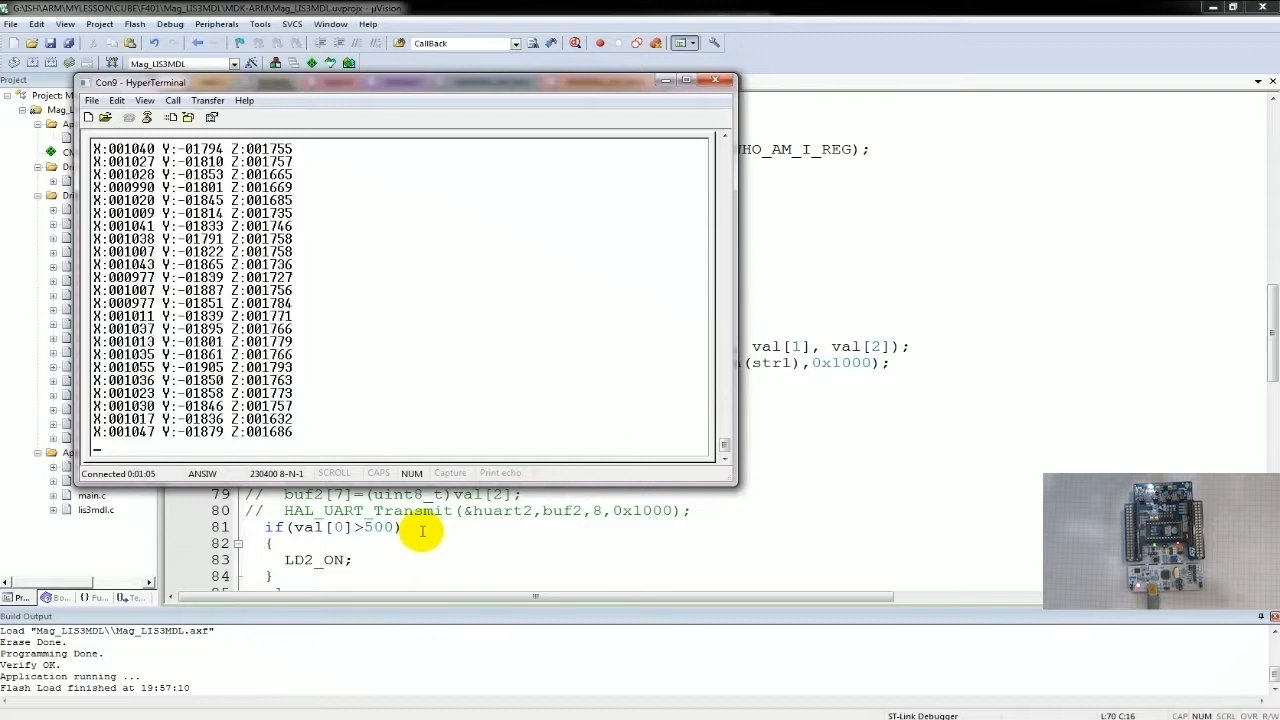 G:\ISH\ARM\MYLESSON\CUBE\F401\Mag_LIS3MDL\MDK-ARM\Mag_LIS3MDL.uvprojx - µVision
File Edit View Project Flash Debug Peripherals Tools SVCS Window Help
CallBack
Mag_LIS3MDL
Project
Con9 - HyperTerminal
File Edit View Call Transfer Help
X:001040 Y:-01794 Z:001755
X:001027 Y:-01810 Z:001757
X:001028 Y:-01853 Z:001665
X:000990 Y:-01801 Z:001669
X:001020 Y:-01845 Z:001685
X:001009 Y:-01814 Z:001735
X:001041 Y:-01833 Z:001746
X:001038 Y:-01791 Z:001758
X:001007 Y:-01822 Z:001758
X:001043 Y:-01865 Z:001736
X:000977 Y:-01839 Z:001727
X:001007 Y:-01887 Z:001756
X:000977 Y:-01851 Z:001784
X:001011 Y:-01839 Z:001771
X:001037 Y:-01895 Z:001766
X:001013 Y:-01801 Z:001779
X:001035 Y:-01861 Z:001766
X:001055 Y:-01905 Z:001793
X:001036 Y:-01850 Z:001763
X:001023 Y:-01858 Z:001773
X:001030 Y:-01846 Z:001757
X:001017 Y:-01836 Z:001632
X:001047 Y:-01879 Z:001686
Connected 0:01:05 ANSIW 230400 8-N-1 SCROLL CAPS NUM Capture Print echo
HO_AM_I_REG);
val[1], val[2]);
(str1),0x1000);
main.c
lis3mdl.c
79 // buf2[7]=(uint8_t)val[2];
80 // HAL_UART_Transmit(&huart2,buf2,8,0x1000);
81 if(val[0]>500)
82 {
83 LD2_ON;
84 }
Pr... Bo... {} Fu... Te...
Build Output
Load "Mag_LIS3MDL\\Mag_LIS3MDL.axf"
Erase Done.
Programming Done.
Verify OK.
Application running ...
Flash Load finished at 19:57:10
ST-Link Debugger L:70 C:16 CAP NUM SCRL OVR R/W